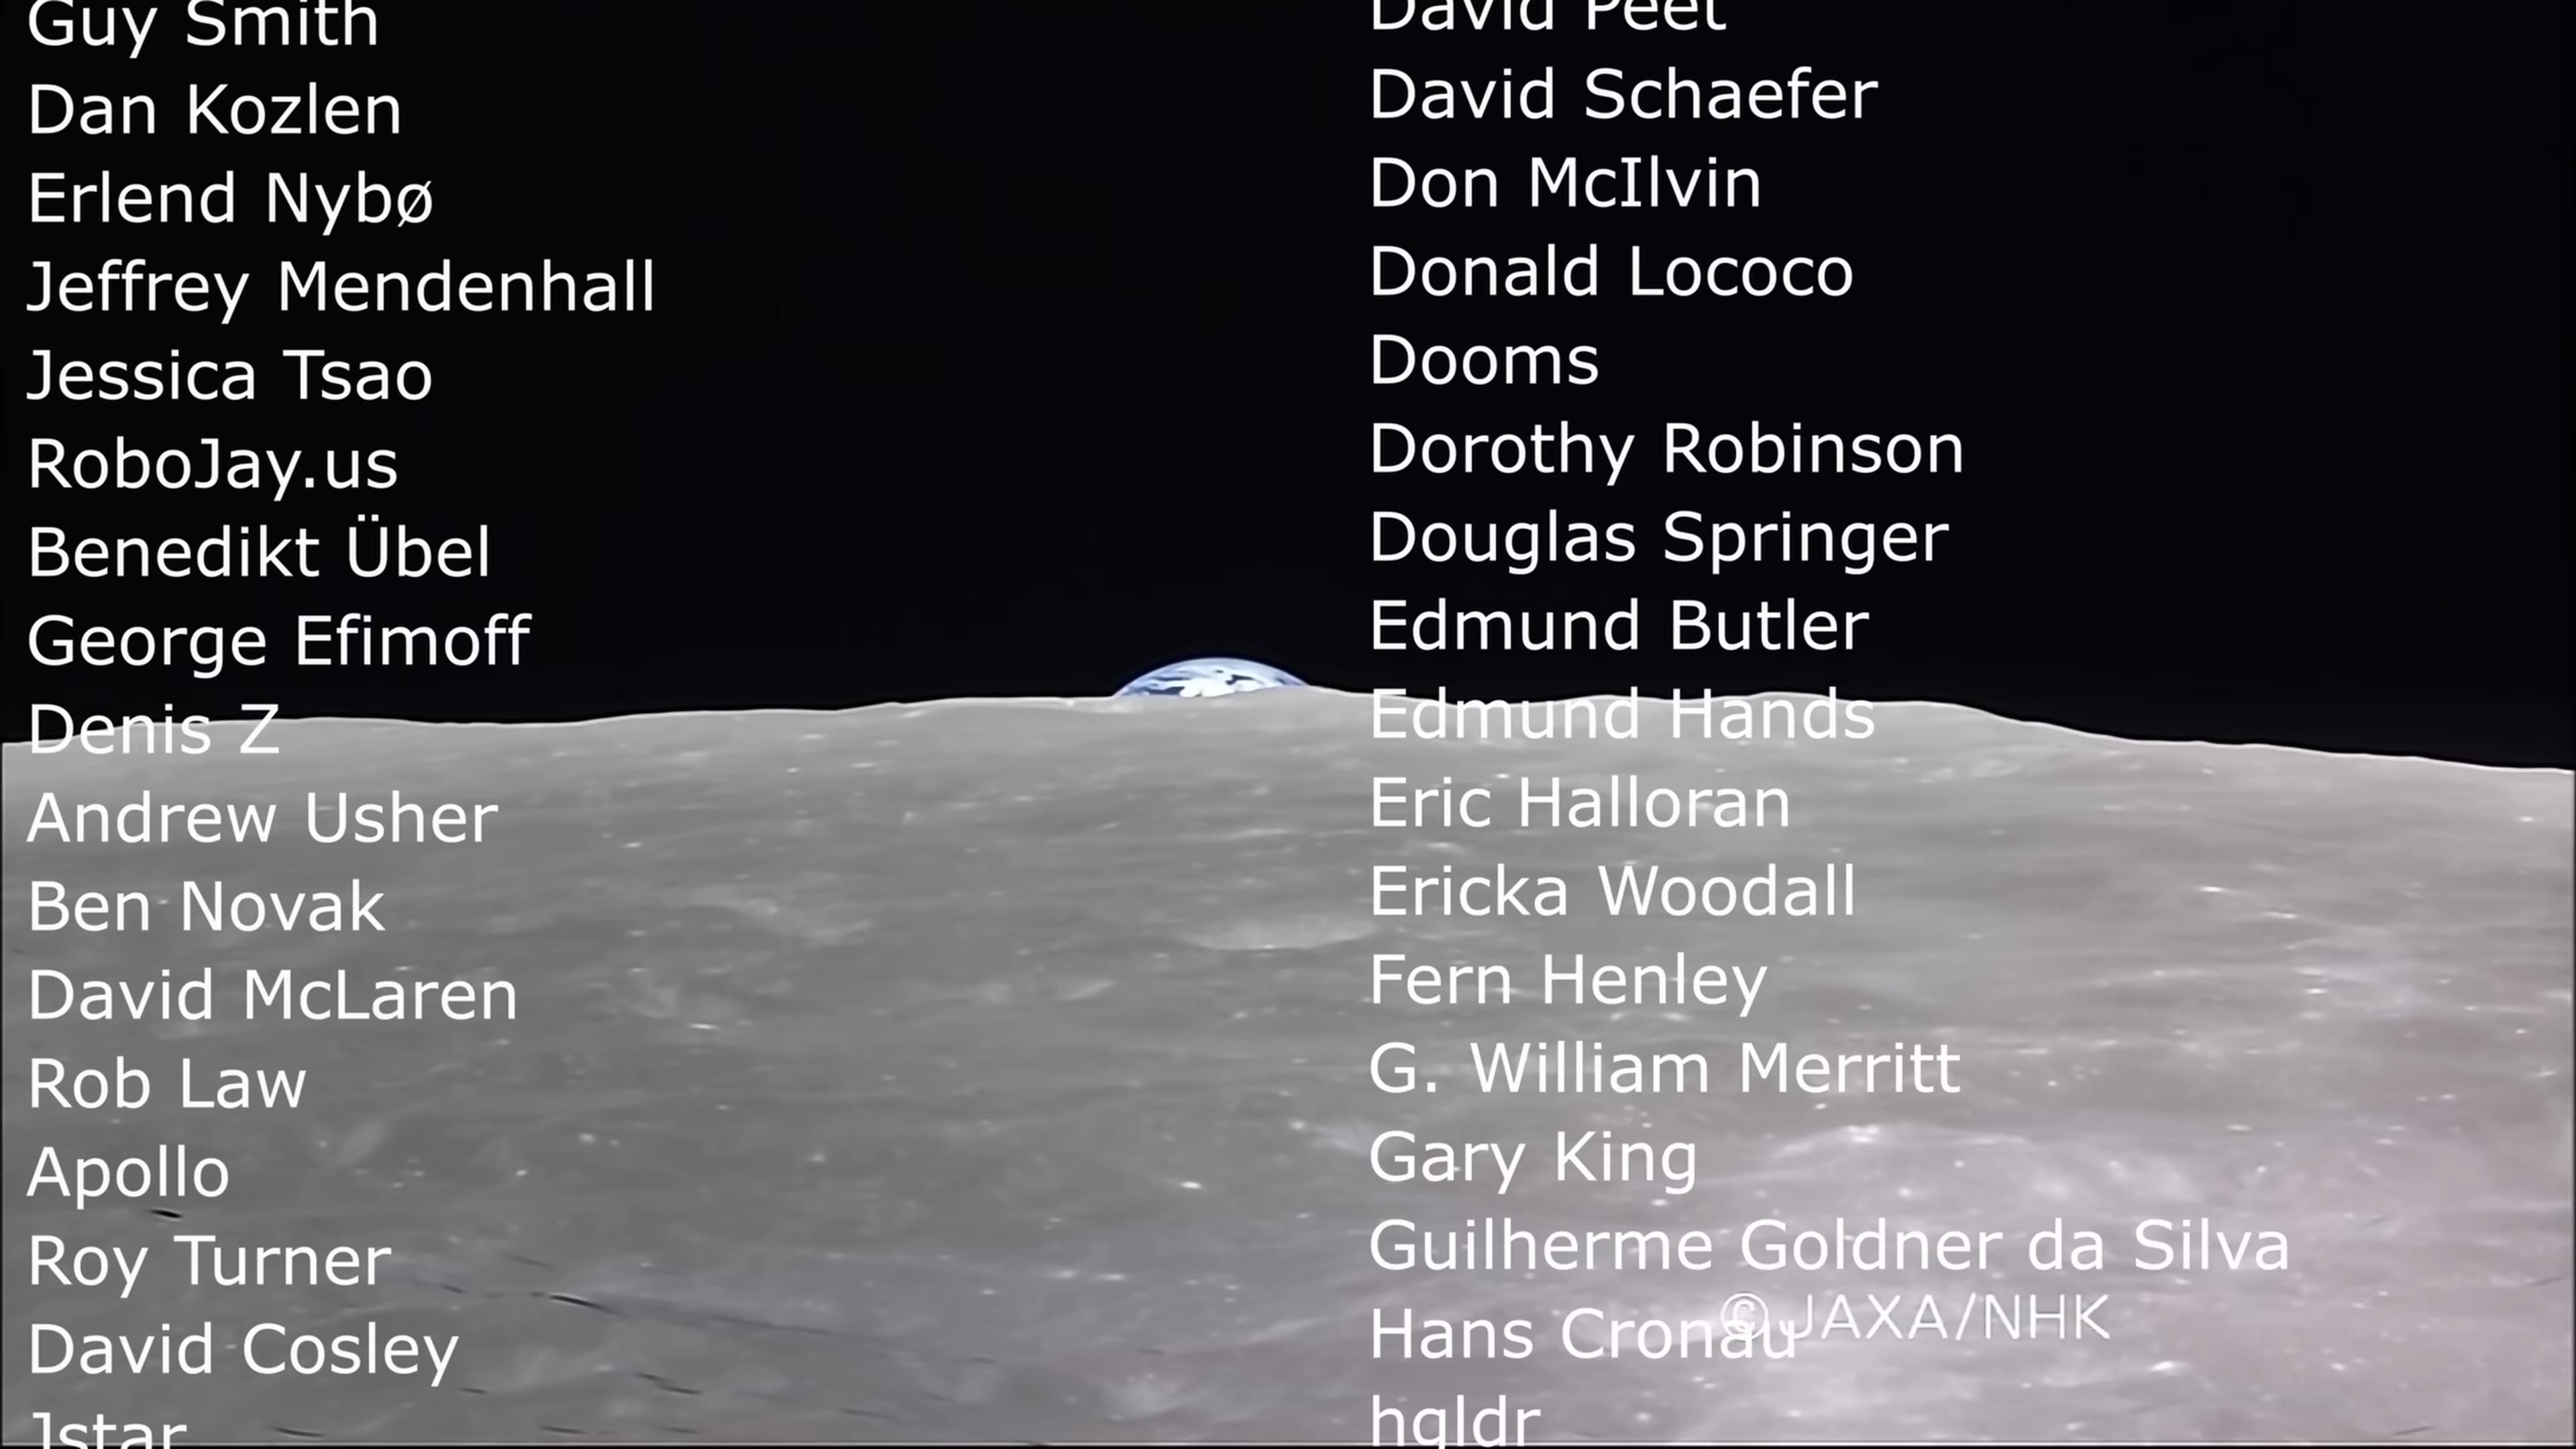 Guy Smith
Dan Kozlen
Erlend Nybø
Jeffrey Mendenhall
Jessica Tsao
RoboJay.us
Benedikt Übel
George Efimoff
Denis Z
Andrew Usher
Ben Novak
David McLaren
Rob Law
Apollo
Roy Turner
David Cosley
Jstar
David Peet
David Schaefer
Don McIlvin
Donald Lococo
Dooms
Dorothy Robinson
Douglas Springer
Edmund Butler
Edmund Hands
Eric Halloran
Ericka Woodall
Fern Henley
G. William Merritt
Gary King
Guilherme Goldner da Silva
©JAXA/NHK
Hans Cronau